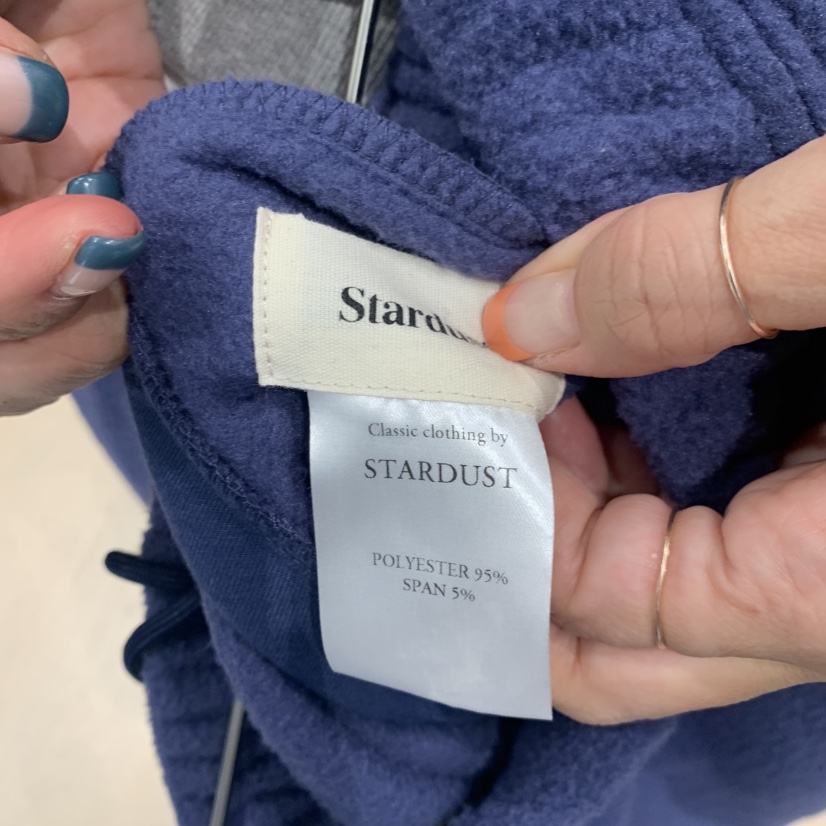 Classic clothing by
STARDUST
POLYESTER 95%
SPAN 5%